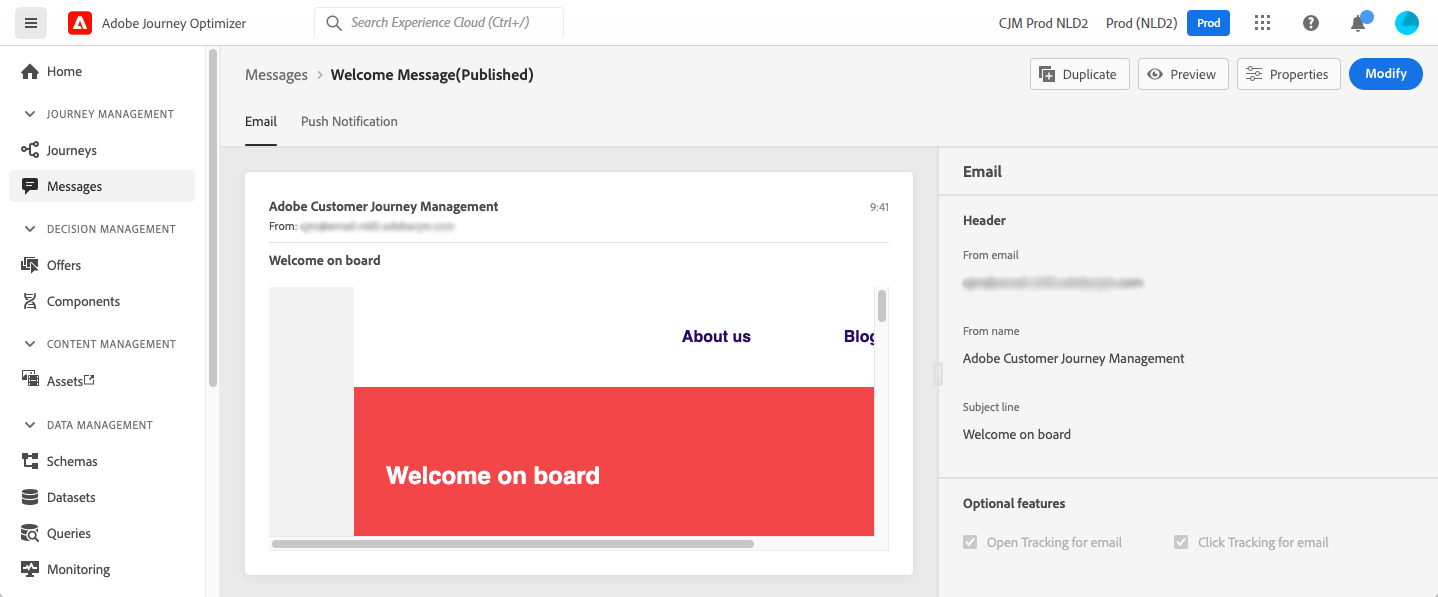 Adobe Journey Optimizer
Search Experience Cloud (Ctrl+/)
CJM Prod NLD2
Prod (NLD2)
Prod
Home
JOURNEY MANAGEMENT
Journeys
Messages
DECISION MANAGEMENT
Offers
Components
CONTENT MANAGEMENT
Assets
DATA MANAGEMENT
Schemas
Datasets
Queries
Monitoring
Messages › Welcome Message(Published)
Duplicate
Preview
Properties
Modify
Email
Push Notification
Adobe Customer Journey Management
9:41
From:
Welcome on board
About us
Blog
Welcome on board
Email
Header
From email
From name
Adobe Customer Journey Management
Subject line
Welcome on board
Optional features
Open Tracking for email
Click Tracking for email